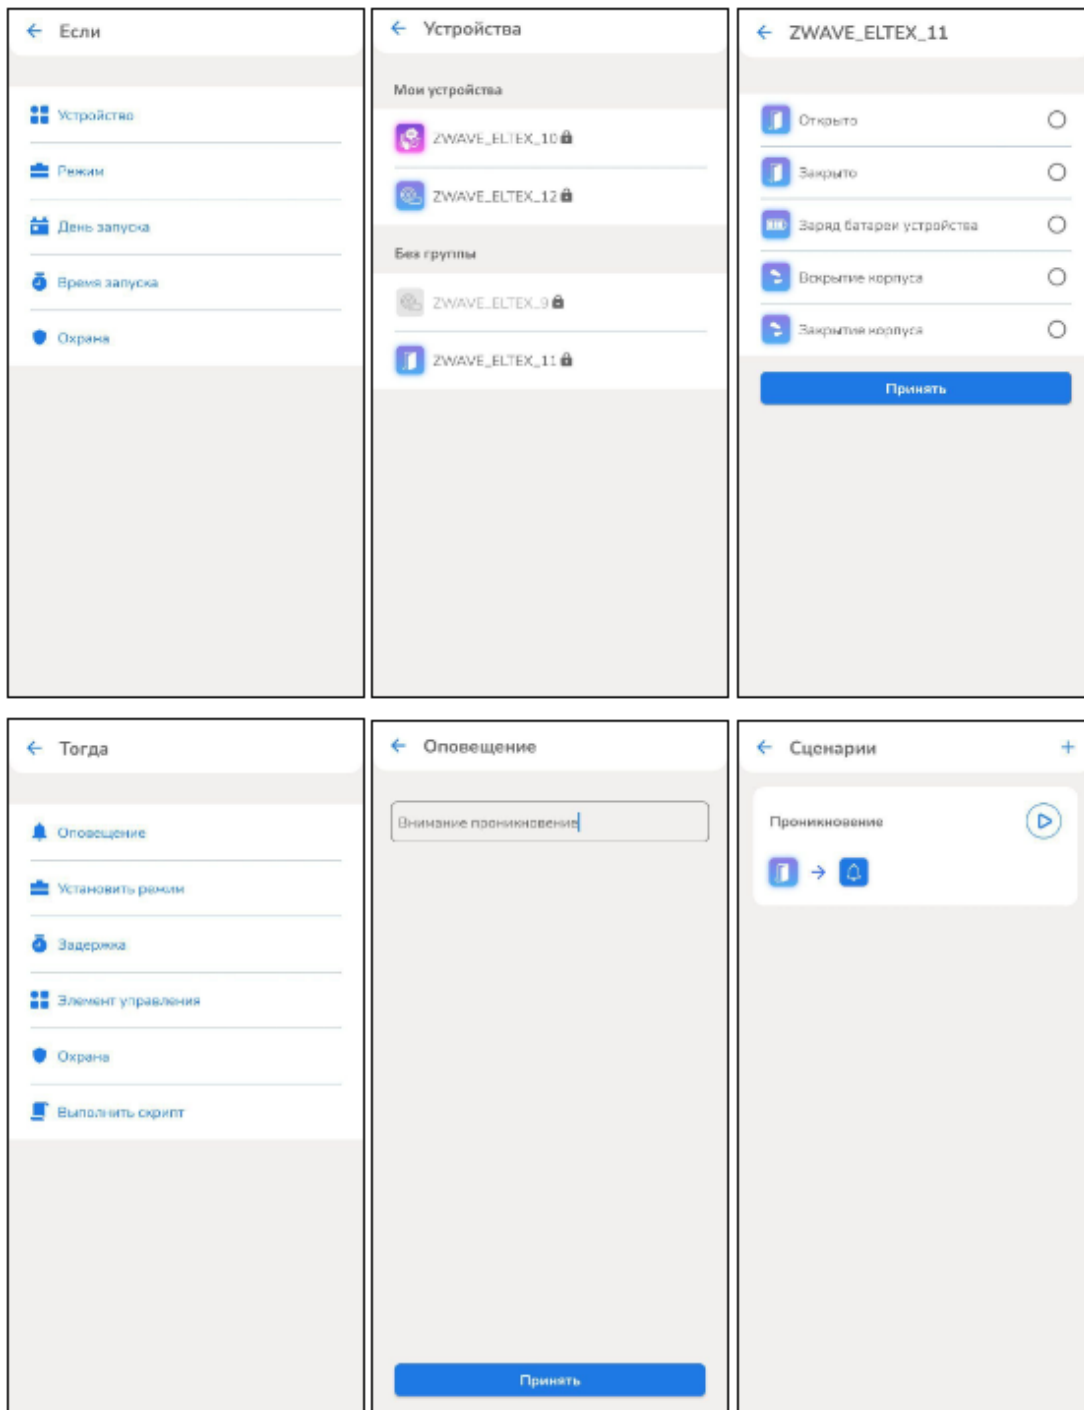 Если
Устройство
Режим
День запуска
Время запуска
Охрана
Устройства
Мои устройства
ZWAVE_ELTEX_10
ZWAVE_ELTEX_12
Без группы
ZWAVE_ELTEX_9
ZWAVE_ELTEX_11
ZWAVE_ELTEX_11
Открыто
Закрыто
Заряд батареи устройства
Вскрытие корпуса
Закрытие корпуса
Принять
Тогда
Оповещение
Установить режим
Задержка
Элемент управления
Охрана
Выполнить скрипт
Оповещение
Внимание проникновение
Принять
Сценарии
Проникновение